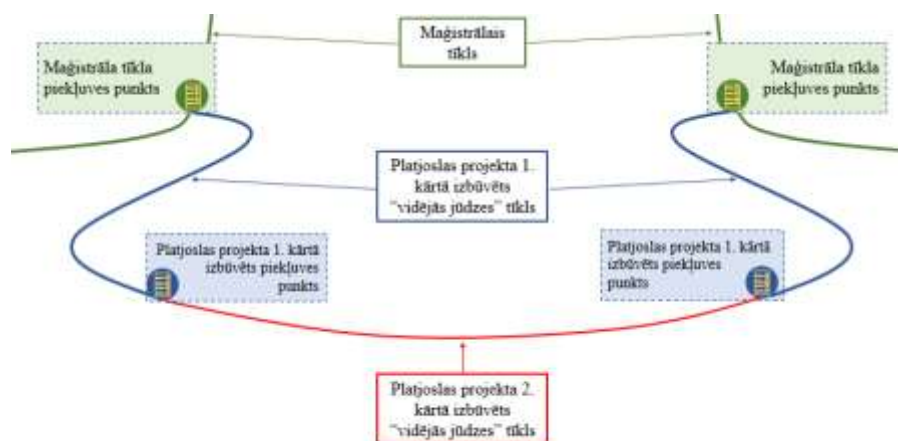 Maģistrālais
tīkls
Maģistrāla tīkla
piekļuves punkts
Maģistrāla tīkla
piekļuves punkts
Platjoslas projekta 1.
kārtā izbūvēts
“vidējās jūdzes” tīkls
Platjoslas projekta 1. kārtā
izbūvēts piekļuves
punkts
Platjoslas projekta 1. kārtā
izbūvēts piekļuves
punkts
Platjoslas projekta 2.
kārtā izbūvēts
“vidējās jūdzes” tīkls